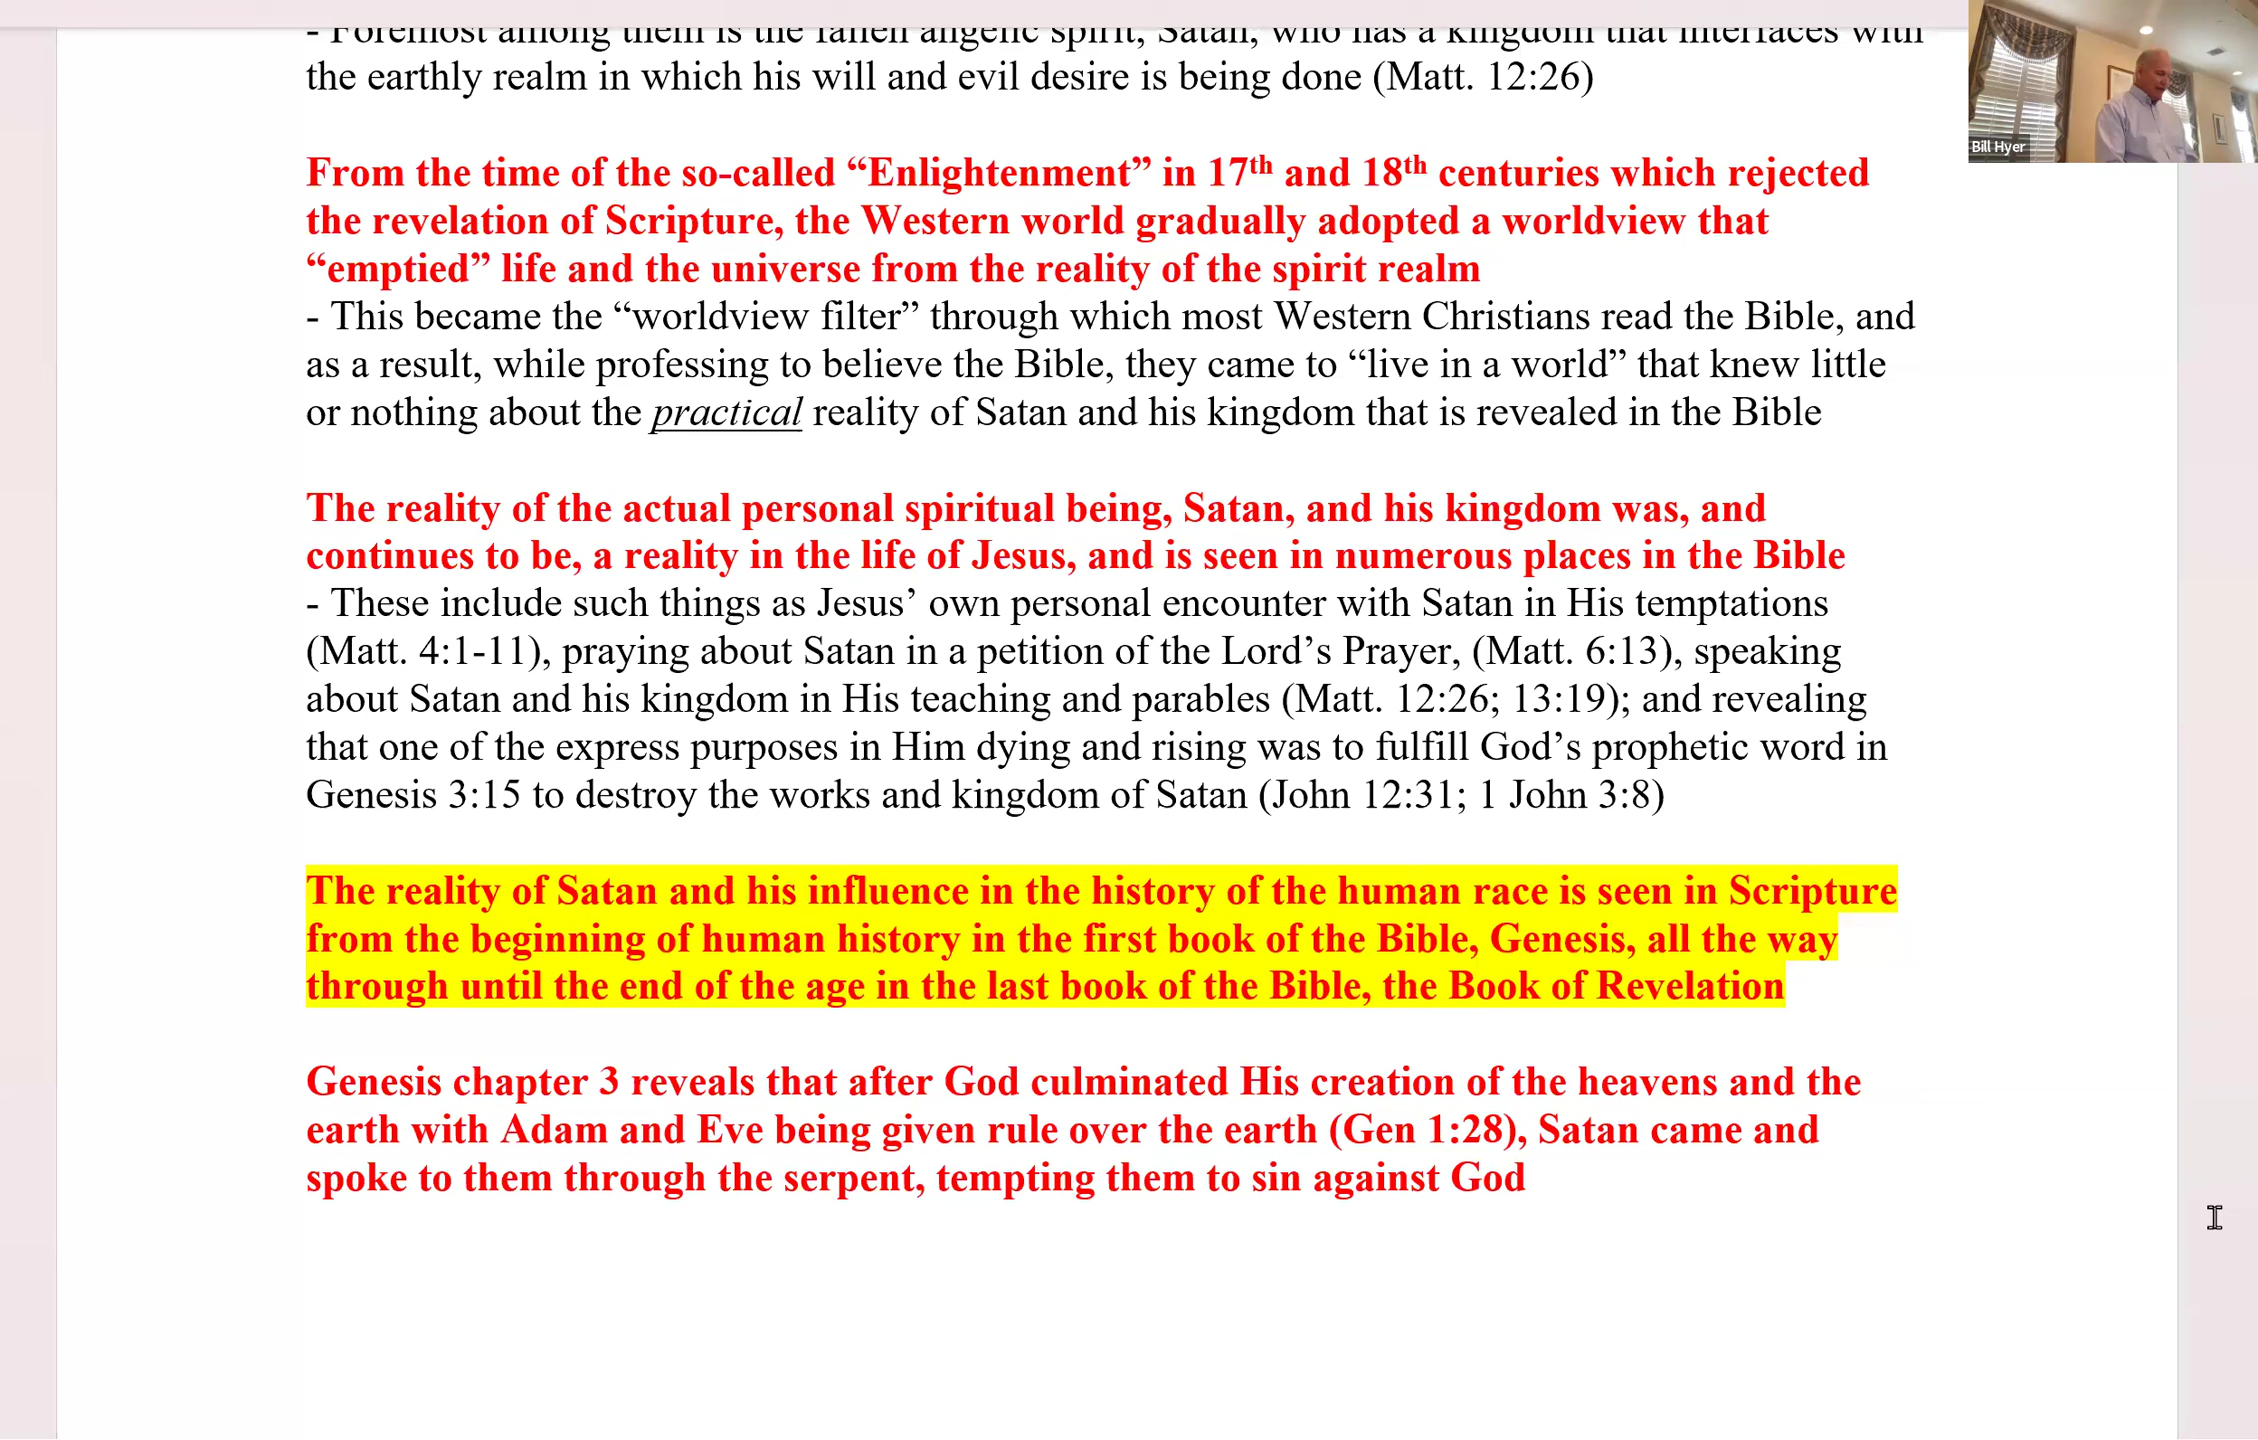 - Foremost among them is the fallen angelic spirit, Satan, who has a kingdom that interfaces with
the earthly realm in which his will and evil desire is being done (Matt. 12:26)
Bill Hyer
From the time of the so-called “Enlightenment” in 17th and 18th centuries which rejected
the revelation of Scripture, the Western world gradually adopted a worldview that
“emptied” life and the universe from the reality of the spirit realm
- This became the “worldview filter” through which most Western Christians read the Bible, and
as a result, while professing to believe the Bible, they came to “live in a world” that knew little
or nothing about the practical reality of Satan and his kingdom that is revealed in the Bible
The reality of the actual personal spiritual being, Satan, and his kingdom was, and
continues to be, a reality in the life of Jesus, and is seen in numerous places in the Bible
- These include such things as Jesus’ own personal encounter with Satan in His temptations
(Matt. 4:1-11), praying about Satan in a petition of the Lord’s Prayer, (Matt. 6:13), speaking
about Satan and his kingdom in His teaching and parables (Matt. 12:26; 13:19); and revealing
that one of the express purposes in Him dying and rising was to fulfill God’s prophetic word in
Genesis 3:15 to destroy the works and kingdom of Satan (John 12:31; 1 John 3:8)
The reality of Satan and his influence in the history of the human race is seen in Scripture
from the beginning of human history in the first book of the Bible, Genesis, all the way
through until the end of the age in the last book of the Bible, the Book of Revelation
Genesis chapter 3 reveals that after God culminated His creation of the heavens and the
earth with Adam and Eve being given rule over the earth (Gen 1:28), Satan came and
spoke to them through the serpent, tempting them to sin against God